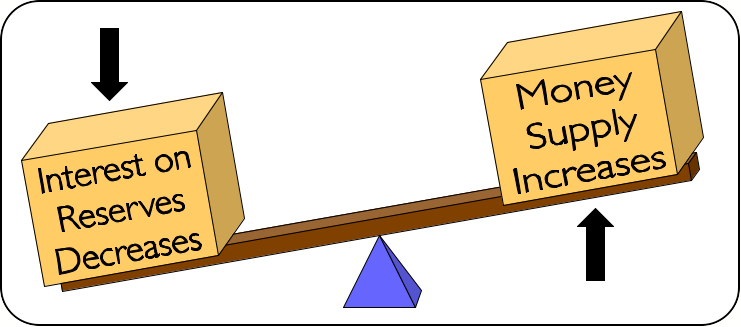 Interest on
Reserves
Decreases
Money
Supply
Increases